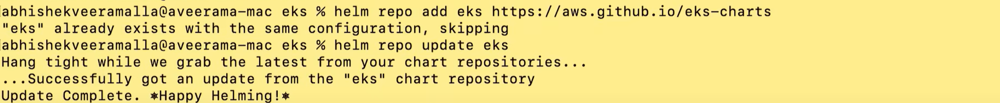 abhishekveeramalla@aveerama-mac eks % helm repo add eks https://aws.github.io/eks-charts
"eks" already exists with the same configuration, skipping
abhishekveeramalla@aveerama-mac eks % helm repo update eks
Hang tight while we grab the latest from your chart repositories...
...Successfully got an update from the "eks" chart repository
Update Complete. ⎈Happy Helming!⎈